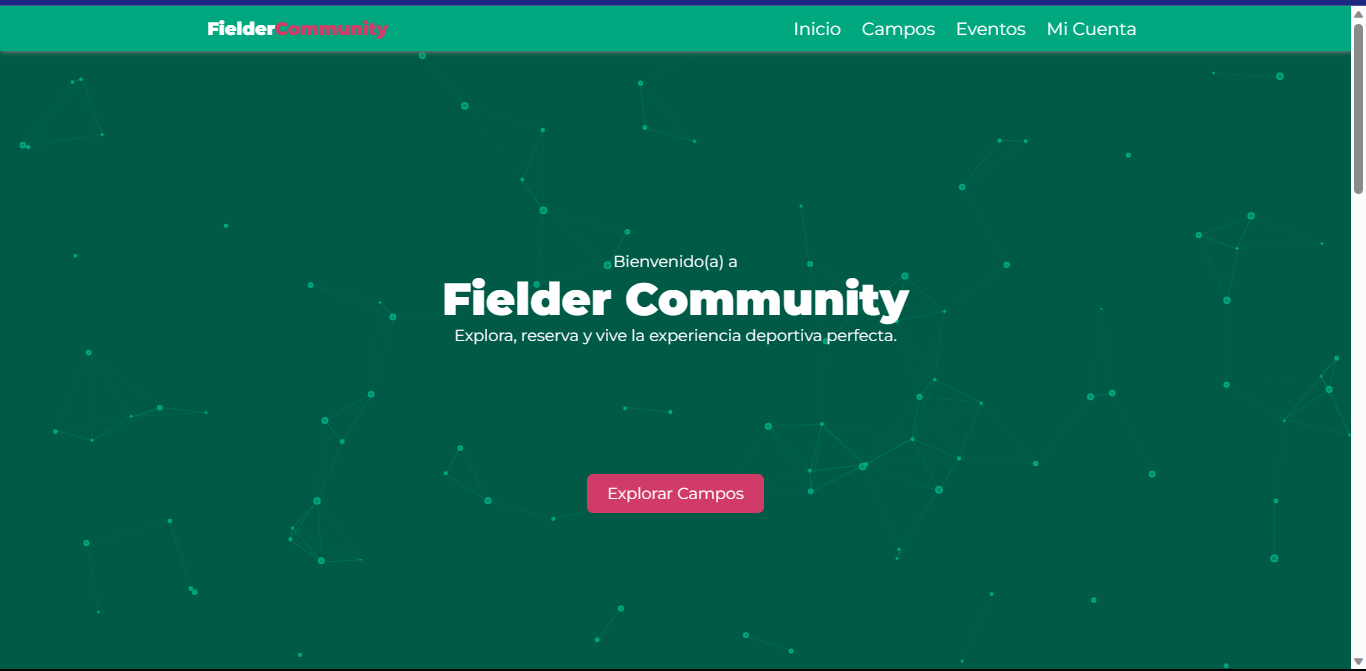 FielderCommunity
Inicio Campos Eventos Mi Cuenta
Bienvenido(a) a
Fielder Community
Explora, reserva y vive la experiencia deportiva perfecta.
Explorar Campos